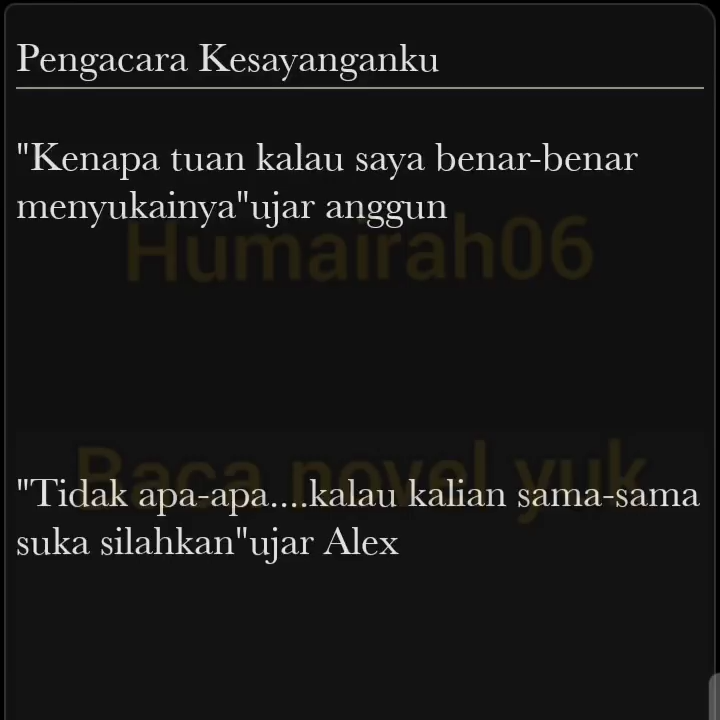 Pengacara Kesayanganku
"Kenapa tuan kalau saya benar-benar
menyukainya"ujar anggun
Humairah06
Baca novel yuk
"Tidak apa-apa....kalau kalian sama-sama
suka silahkan"ujar Alex